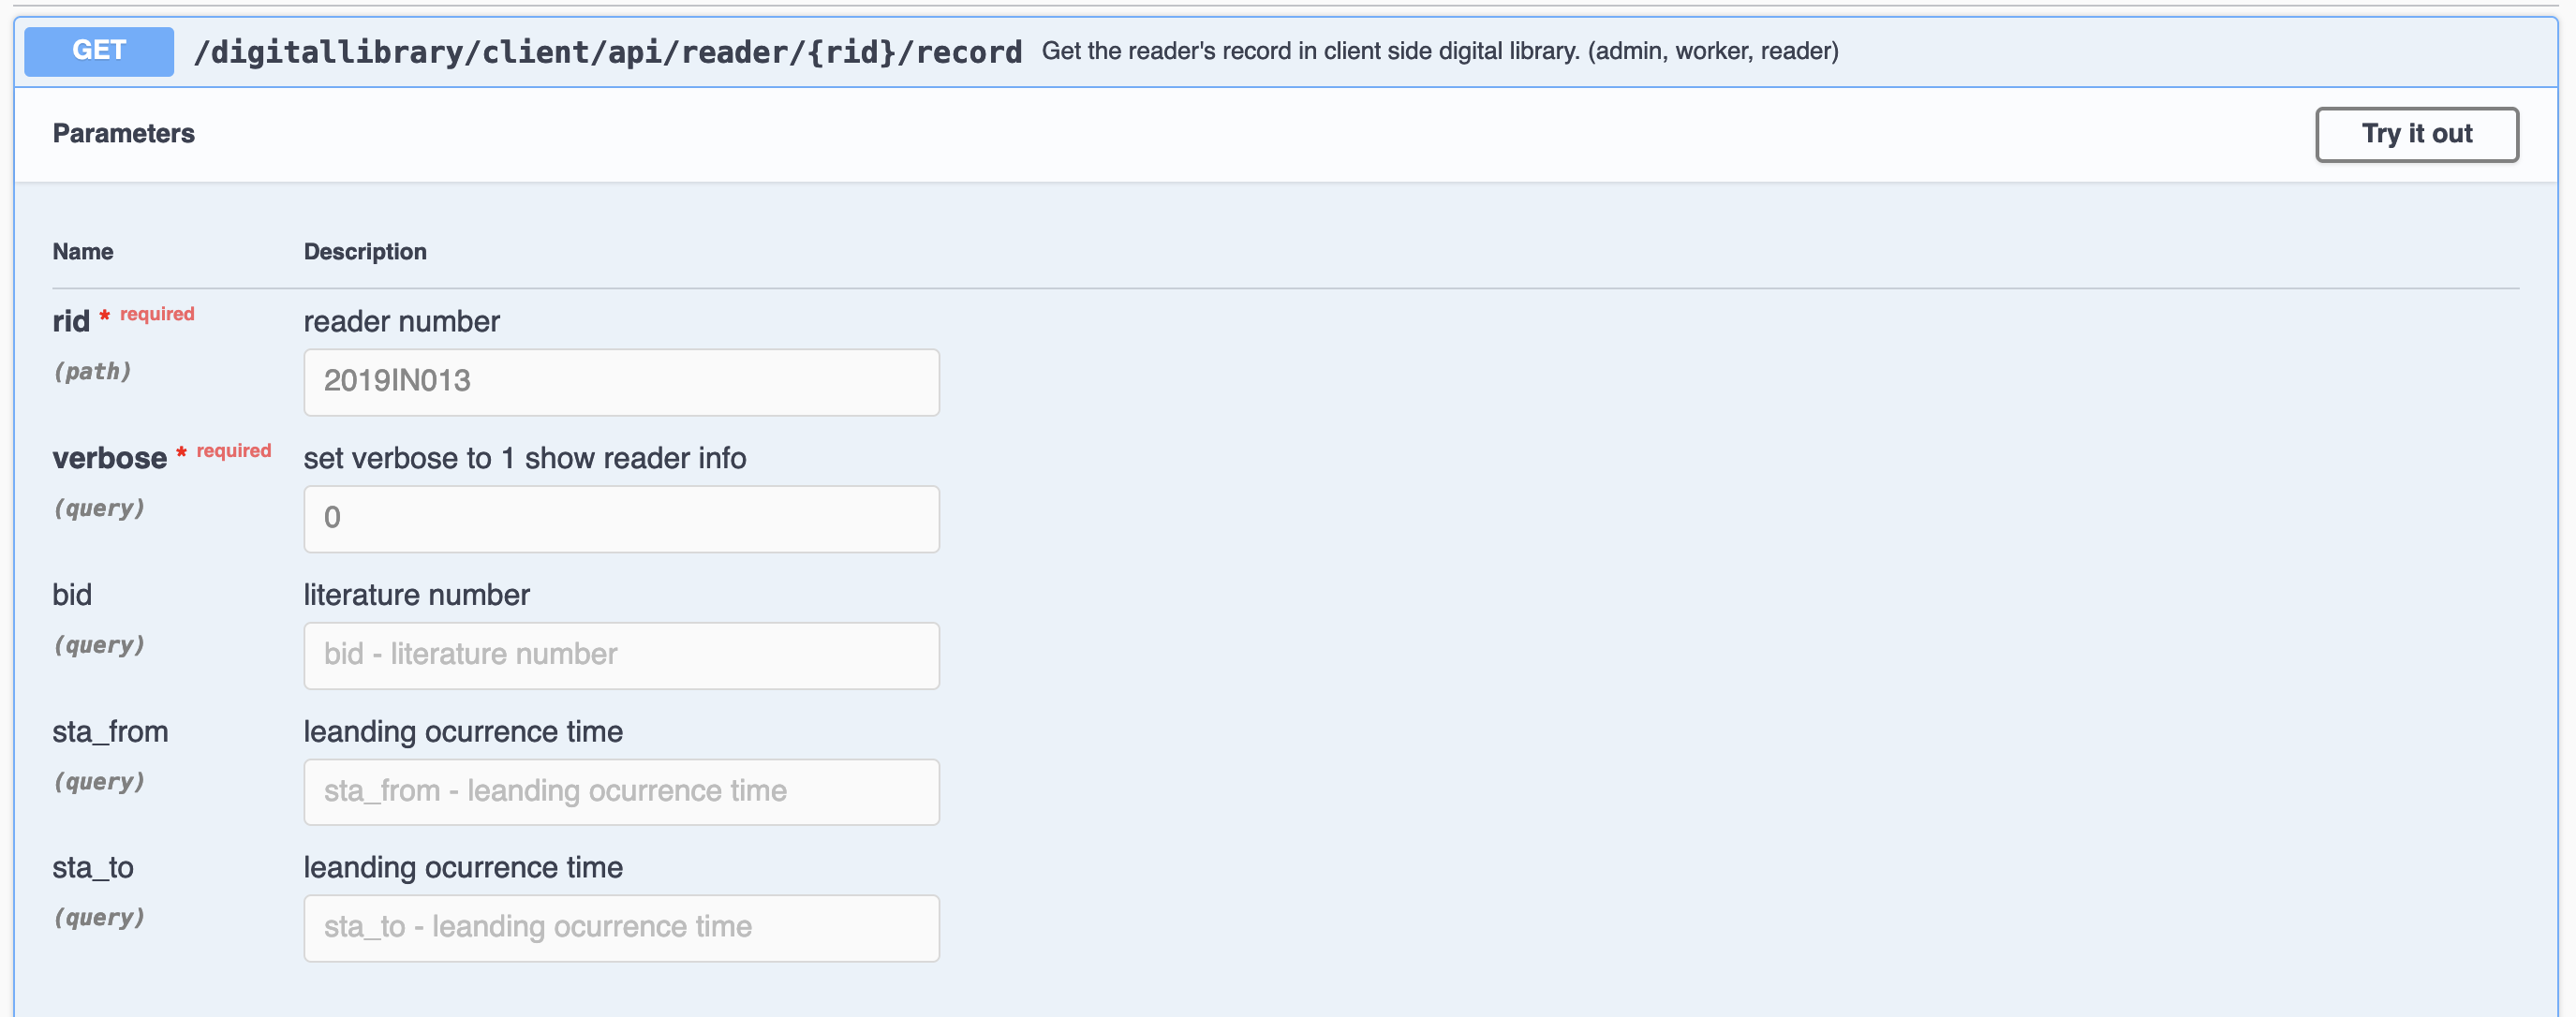 GET /digitallibrary/client/api/reader/{rid}/record Get the reader's record in client side digital library. (admin, worker, reader)
Parameters Try it out
Name Description
rid * required reader number
(path) 2019IN013
verbose * required set verbose to 1 show reader info
(query) 0
bid literature number
(query) bid - literature number
sta_from leanding ocurrence time
(query) sta_from - leanding ocurrence time
sta_to leanding ocurrence time
(query) sta_to - leanding ocurrence time